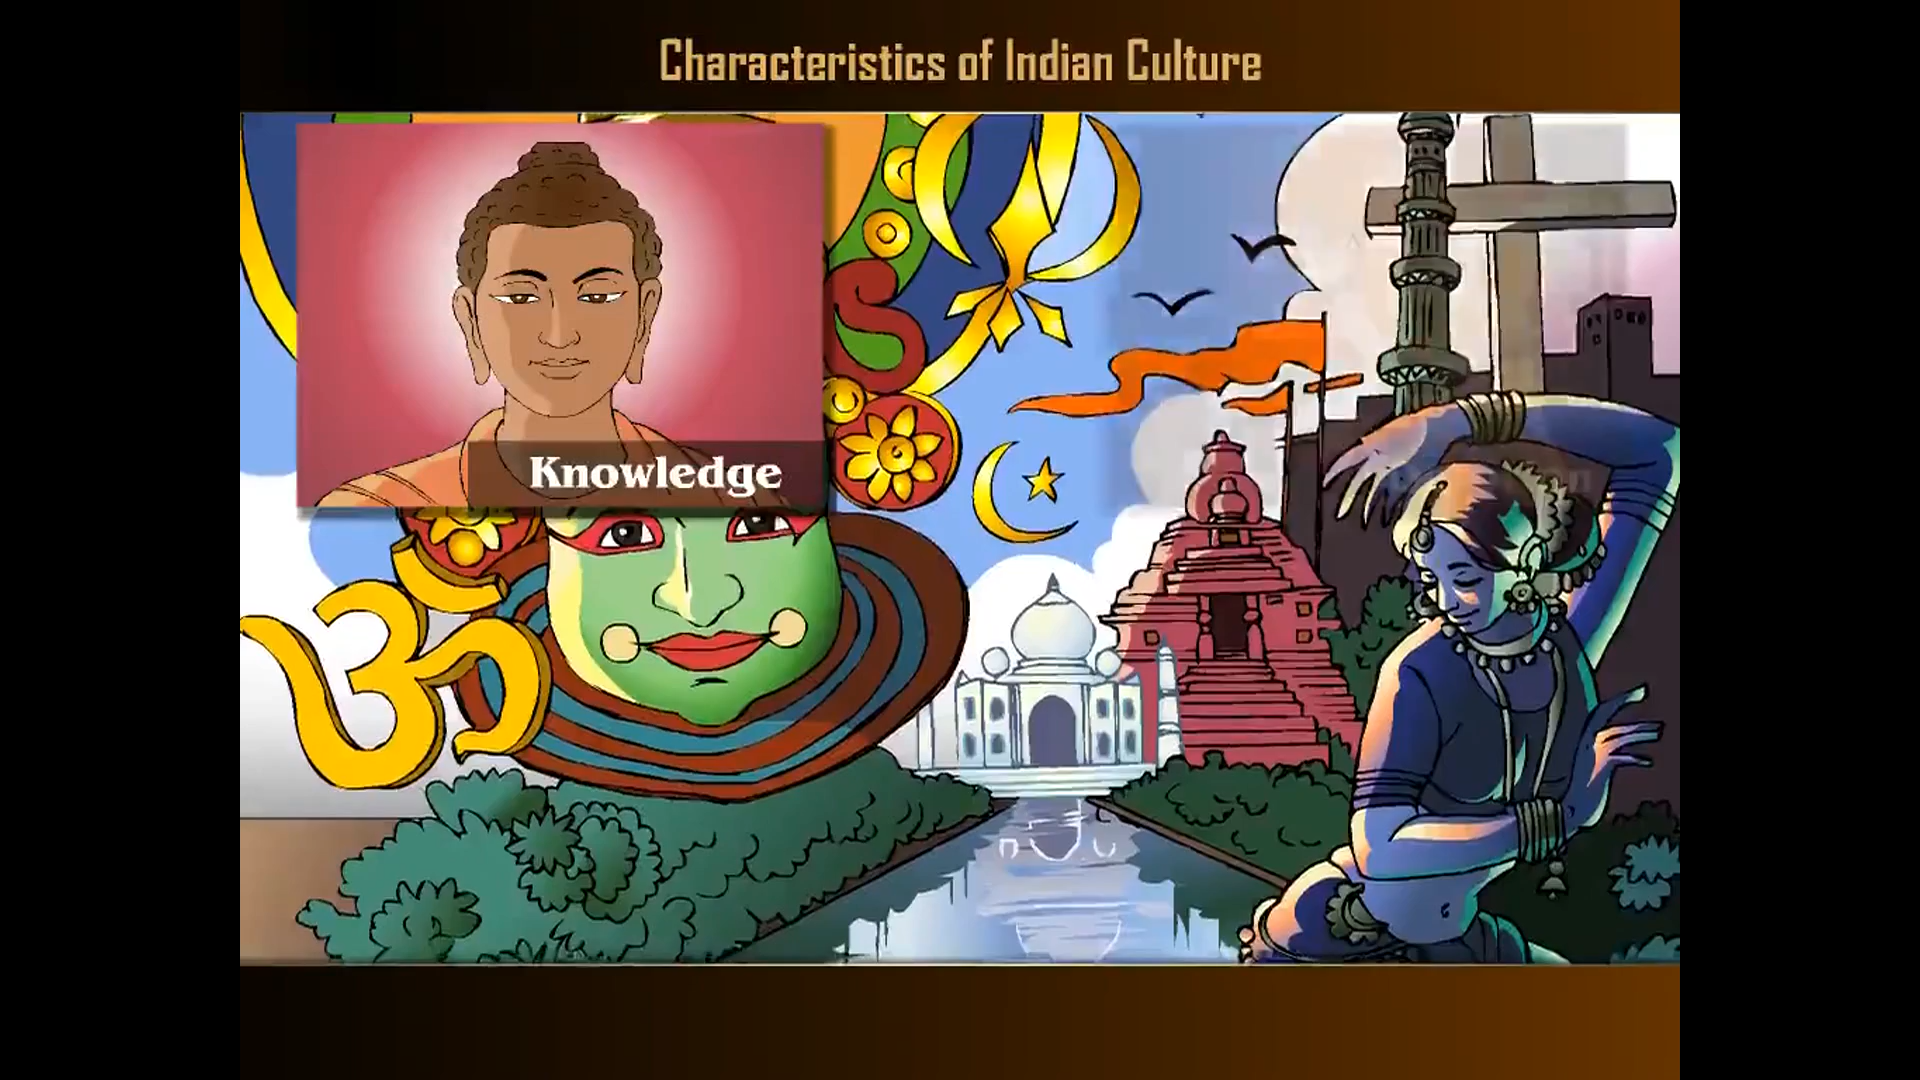 Characteristics of Indian Culture
Knowledge
ॐ